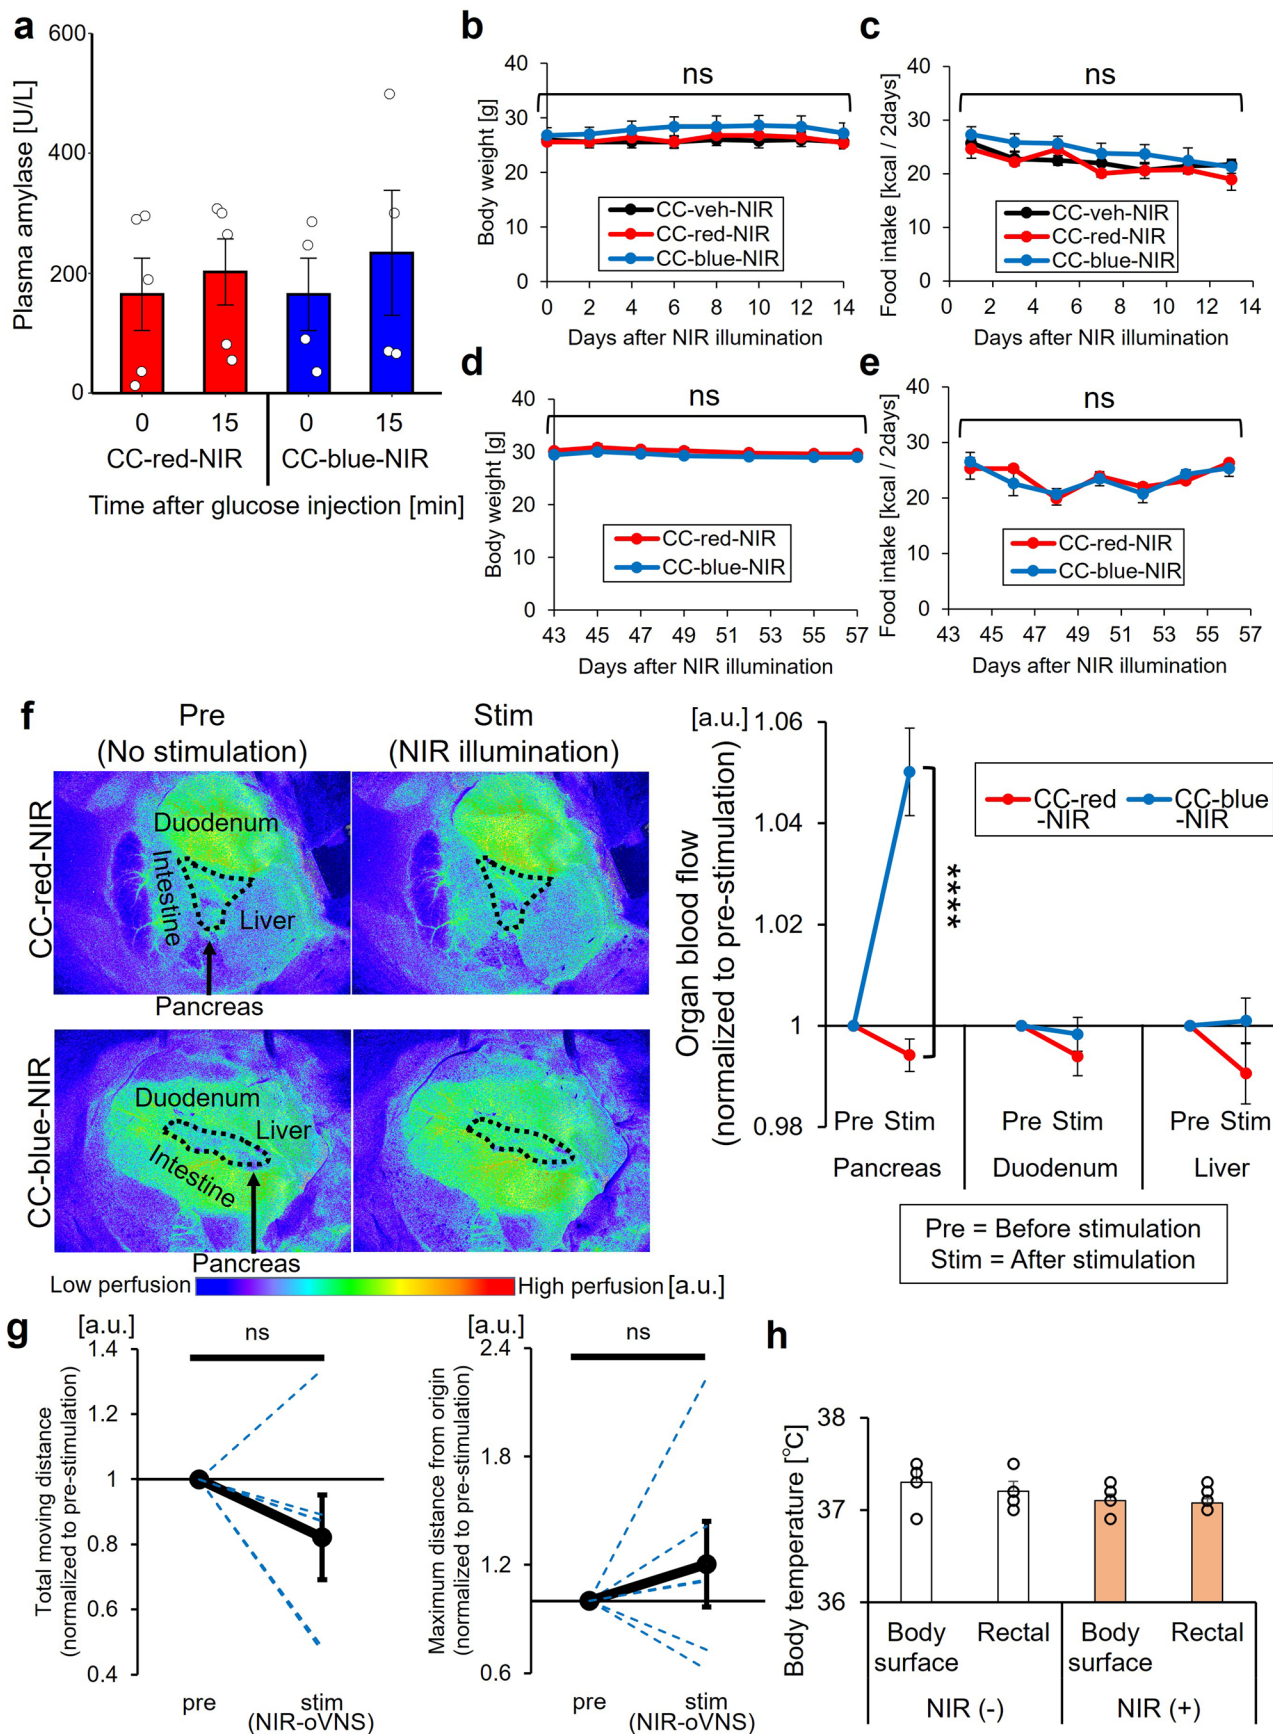 a
Plasma amylase [U/L]
600
400
200
0
0
15
0
15
CC-red-NIR
CC-blue-NIR
Time after glucose injection [min]
b
Body weight [g]
40
30
20
10
0
ns
CC-veh-NIR
CC-red-NIR
CC-blue-NIR
0 2 4 6 8 10 12 14
Days after NIR illumination
c
Food intake [kcal / 2days]
40
30
20
10
0
ns
CC-veh-NIR
CC-red-NIR
CC-blue-NIR
0 2 4 6 8 10 12 14
Days after NIR illumination
d
Body weight [g]
40
30
20
10
0
ns
CC-red-NIR
CC-blue-NIR
43 45 47 49 51 53 55 57
Days after NIR illumination
e
Food intake [kcal / 2days]
40
30
20
10
0
ns
CC-red-NIR
CC-blue-NIR
43 45 47 49 51 53 55 57
Days after NIR illumination
f
Pre
(No stimulation)
Stim
(NIR illumination)
CC-red-NIR
Duodenum
Intestine
Liver
Pancreas
CC-blue-NIR
Duodenum
Liver
Intestine
Pancreas
Low perfusion
High perfusion [a.u.]
[a.u.]
Organ blood flow
(normalized to pre-stimulation)
1.06
1.04
1.02
1
0.98
****
CC-red
-NIR
CC-blue
-NIR
Pre Stim
Pre Stim
Pre Stim
Pancreas
Duodenum
Liver
Pre = Before stimulation
Stim = After stimulation
g
[a.u.]
Total moving distance
(normalized to pre-stimulation)
1.4
1.2
1
0.8
0.6
0.4
ns
pre
stim
(NIR-oVNS)
[a.u.]
Maximum distance from origin
(normalized to pre-stimulation)
2.4
1.8
1.2
0.6
ns
pre
stim
(NIR-oVNS)
h
Body temperature [℃]
38
37
36
Body
surface
Rectal
Body
surface
Rectal
NIR (-)
NIR (+)